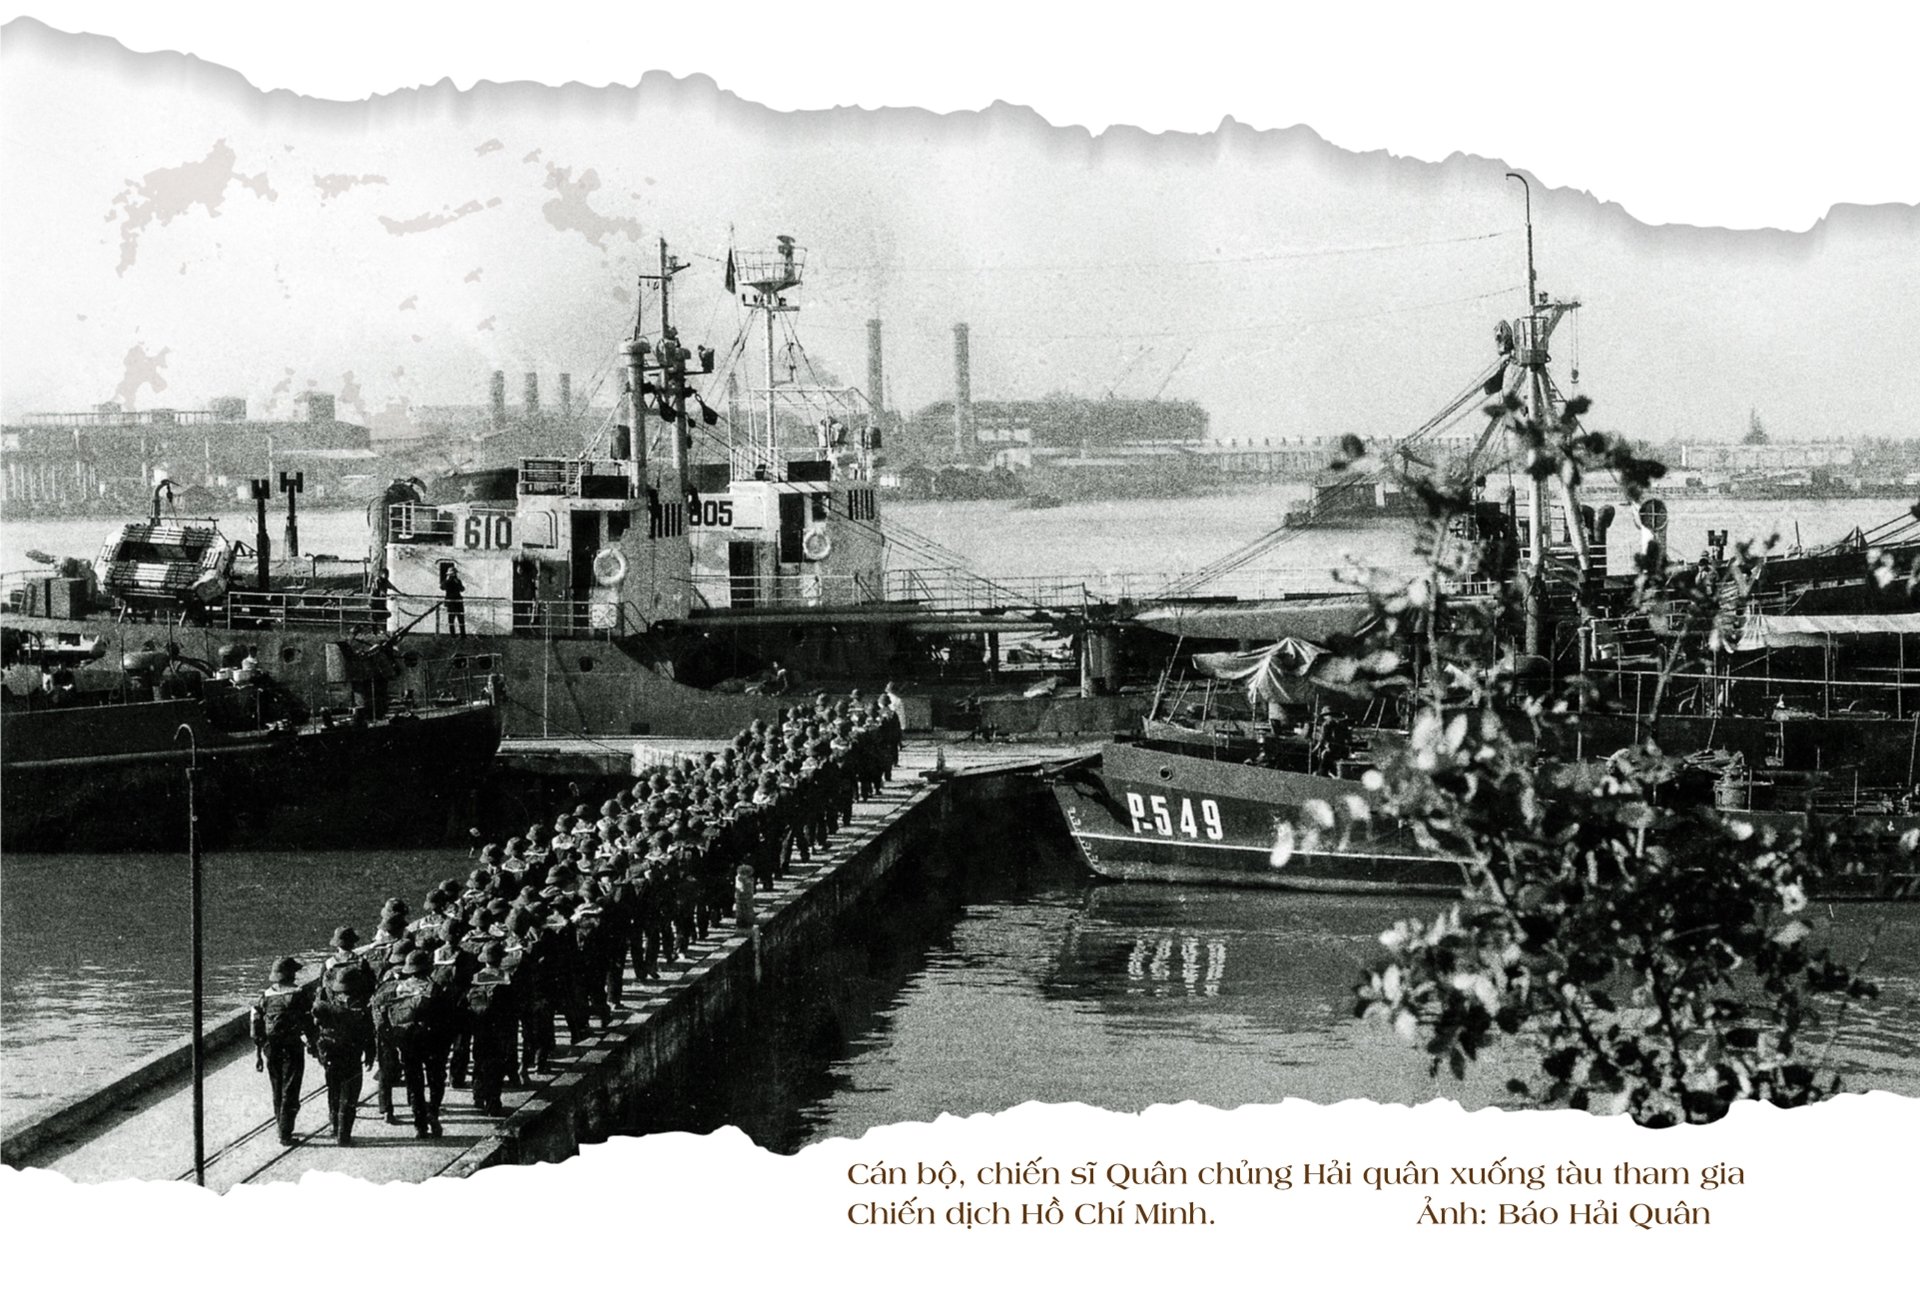 610
805
P-549
Cán bộ, chiến sĩ Quân chủng Hải quân xuống tàu tham gia
Chiến dịch Hồ Chí Minh. Ảnh: Báo Hải Quân